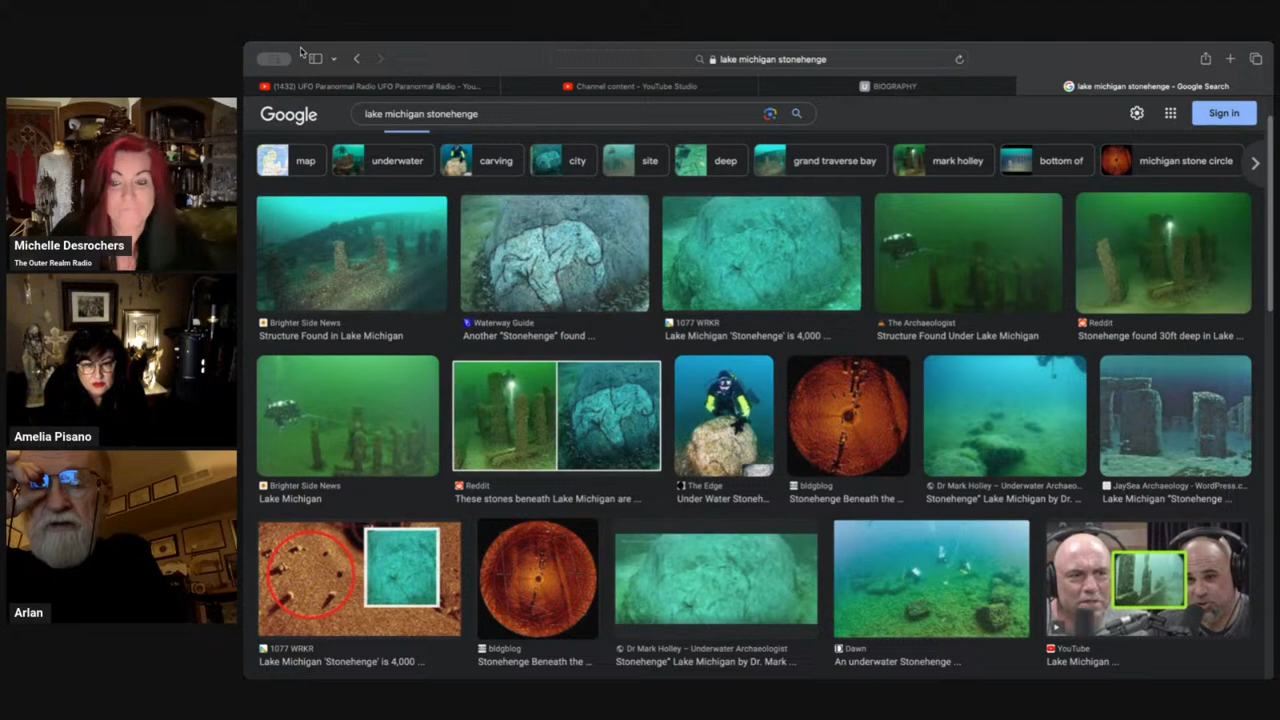 lake michigan stonehenge
(1432) UFO Paranormal Radio UFO Paranormal Radio - You...
Channel content - YouTube Studio
BIOGRAPHY
lake michigan stonehenge - Google Search
Google
lake michigan stonehenge
Sign in
map
underwater
carving
city
site
deep
grand traverse bay
mark holley
bottom of
michigan stone circle
Michelle Desrochers
The Outer Realm Radio
Brighter Side News
Structure Found in Lake Michigan
Waterway Guide
Another "Stonehenge" found ...
1077 WRKR
Lake Michigan 'Stonehenge' is 4,000 ...
The Archaeologist
Structure Found Under Lake Michigan
Reddit
Stonehenge found 30ft deep in Lake ...
Amelia Pisano
Brighter Side News
Lake Michigan
Reddit
These stones beneath Lake Michigan are ...
The Edge
Under Water Stoneh...
bldgblog
Stonehenge Beneath the ...
Dr Mark Holley – Underwater Archaeo...
Stonehenge" Lake Michigan by Dr. ...
JaySea Archaeology - WordPress.c...
Lake Michigan "Stonehenge ...
Arlan
1077 WRKR
Lake Michigan 'Stonehenge' is 4,000 ...
bldgblog
Stonehenge Beneath the ...
Dr Mark Holley – Underwater Archaeologist
Stonehenge" Lake Michigan by Dr. Mark ...
Dawn
An underwater Stonehenge ...
YouTube
Lake Michigan ...